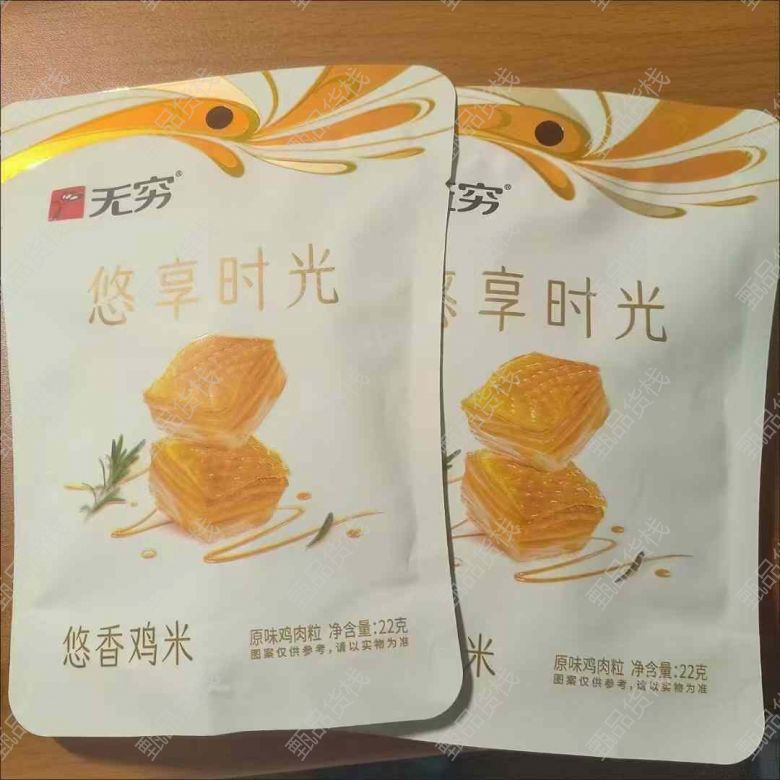 无穷®
悠享时光
悠香鸡米
原味鸡肉粒 净含量:22克
图案仅供参考,请以实物为准
穷®
享时光
米
原味鸡肉粒 净含量:22克
图案仅供参考,请以实物为准
甄品货栈